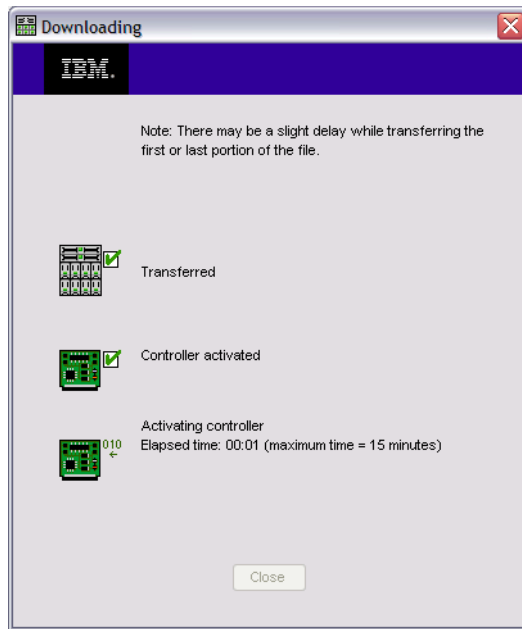 Downloading
IBM.
Note: There may be a slight delay while transferring the
first or last portion of the file.
Transferred
Controller activated
Activating controller
010
Elapsed time: 00:01 (maximum time = 15 minutes)
Close